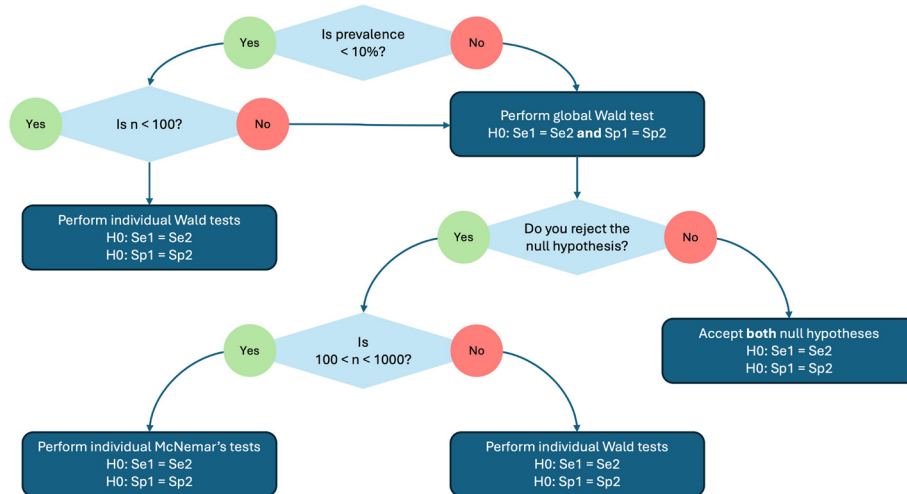 Yes
Is prevalence
< 10%?
No
Yes
Is n < 100?
No
Perform global Wald test
H0: Se1 = Se2 and Sp1 = Sp2
Perform individual Wald tests
H0: Se1 = Se2
H0: Sp1 = Sp2
Yes
Do you reject the
null hypothesis?
No
Yes
Is
100 < n < 1000?
No
Accept both null hypotheses
H0: Se1 = Se2
H0: Sp1 = Sp2
Perform individual McNemar's tests
H0: Se1 = Se2
H0: Sp1 = Sp2
Perform individual Wald tests
H0: Se1 = Se2
H0: Sp1 = Sp2